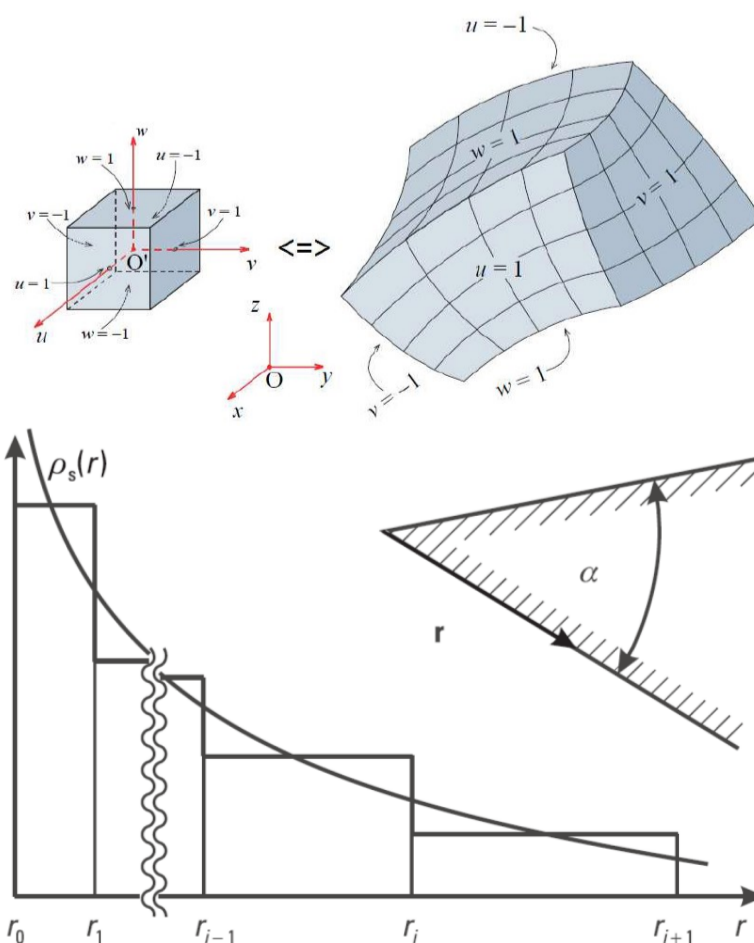 u = −1
w
w = 1
u = −1
v = −1
v = 1
O'
v
<=>
u = 1
u
w = −1
w = 1
v = 1
u = 1
z
O
y
x
v = −1
w = 1
ρs(r)
α
r
r0
r1
ri−1
ri
ri+1
r